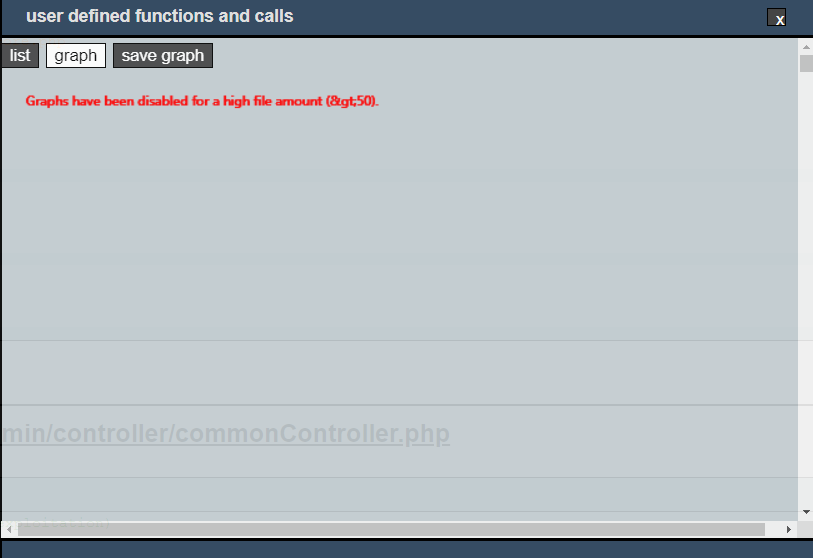 user defined functions and calls
x
list graph save graph
Graphs have been disabled for a high file amount (&gt;50).
min/controller/commonController.php